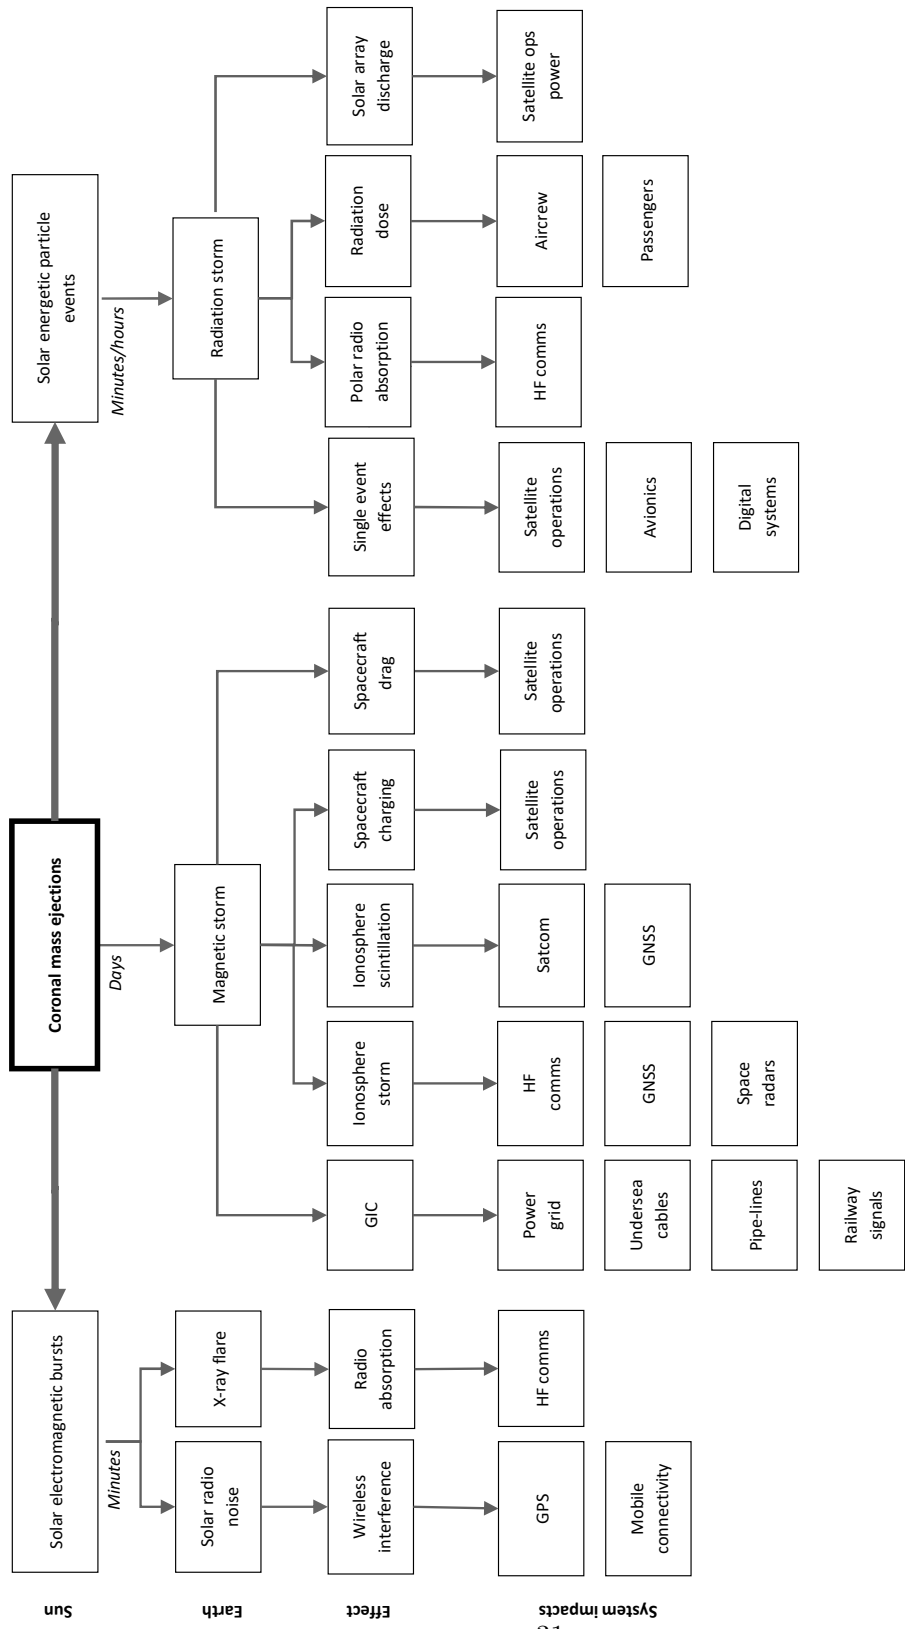 Sun
Solar electromagnetic bursts
Coronal mass ejections
Solar energetic particle
events
Minutes
Days
Minutes/hours
Earth
Solar radio
noise
X-ray flare
Magnetic storm
Radiation storm
Effect
Wireless
interference
Radio
absorption
GIC
Ionosphere
storm
Ionosphere
scintillation
Spacecraft
charging
Spacecraft
drag
Single event
effects
Polar radio
absorption
Radiation
dose
Solar array
discharge
System impacts
GPS
HF comms
Power
grid
HF
comms
Satcom
Satellite
operations
Satellite
operations
Satellite
operations
HF comms
Aircrew
Satellite ops
power
Mobile
connectivity
Undersea
cables
GNSS
GNSS
Avionics
Passengers
Pipe-lines
Space
radars
Digital
systems
Railway
signals